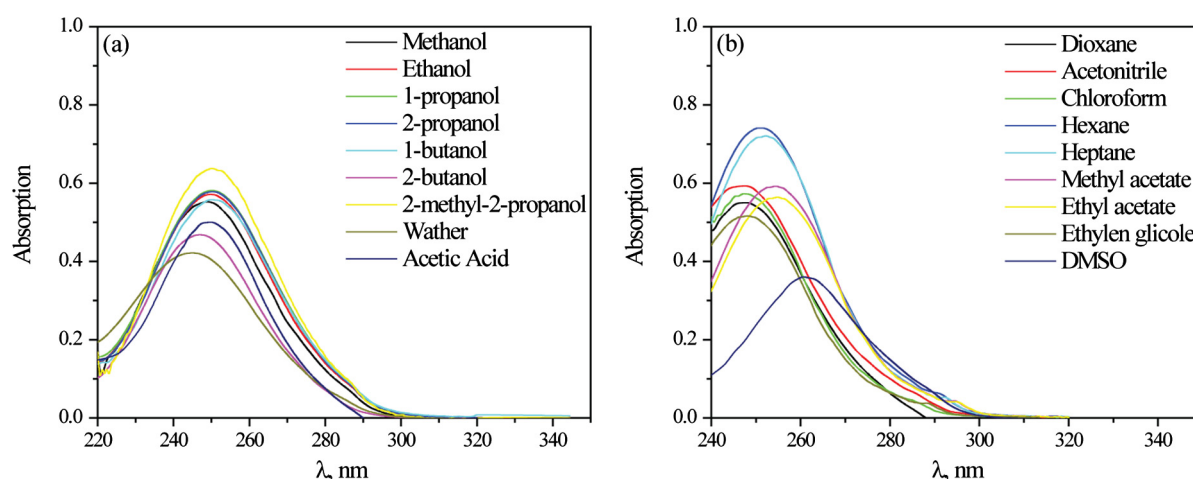 (a)
Methanol
Ethanol
1-propanol
2-propanol
1-butanol
2-butanol
2-methyl-2-propanol
Wather
Acetic Acid
Absorption
1.0
0.8
0.6
0.4
0.2
0.0
220 240 260 280 300 320 340
λ, nm
(b)
Dioxane
Acetonitrile
Chloroform
Hexane
Heptane
Methyl acetate
Ethyl acetate
Ethylen glicole
DMSO
Absorption
1.0
0.8
0.6
0.4
0.2
0.0
240 260 280 300 320 340
λ, nm